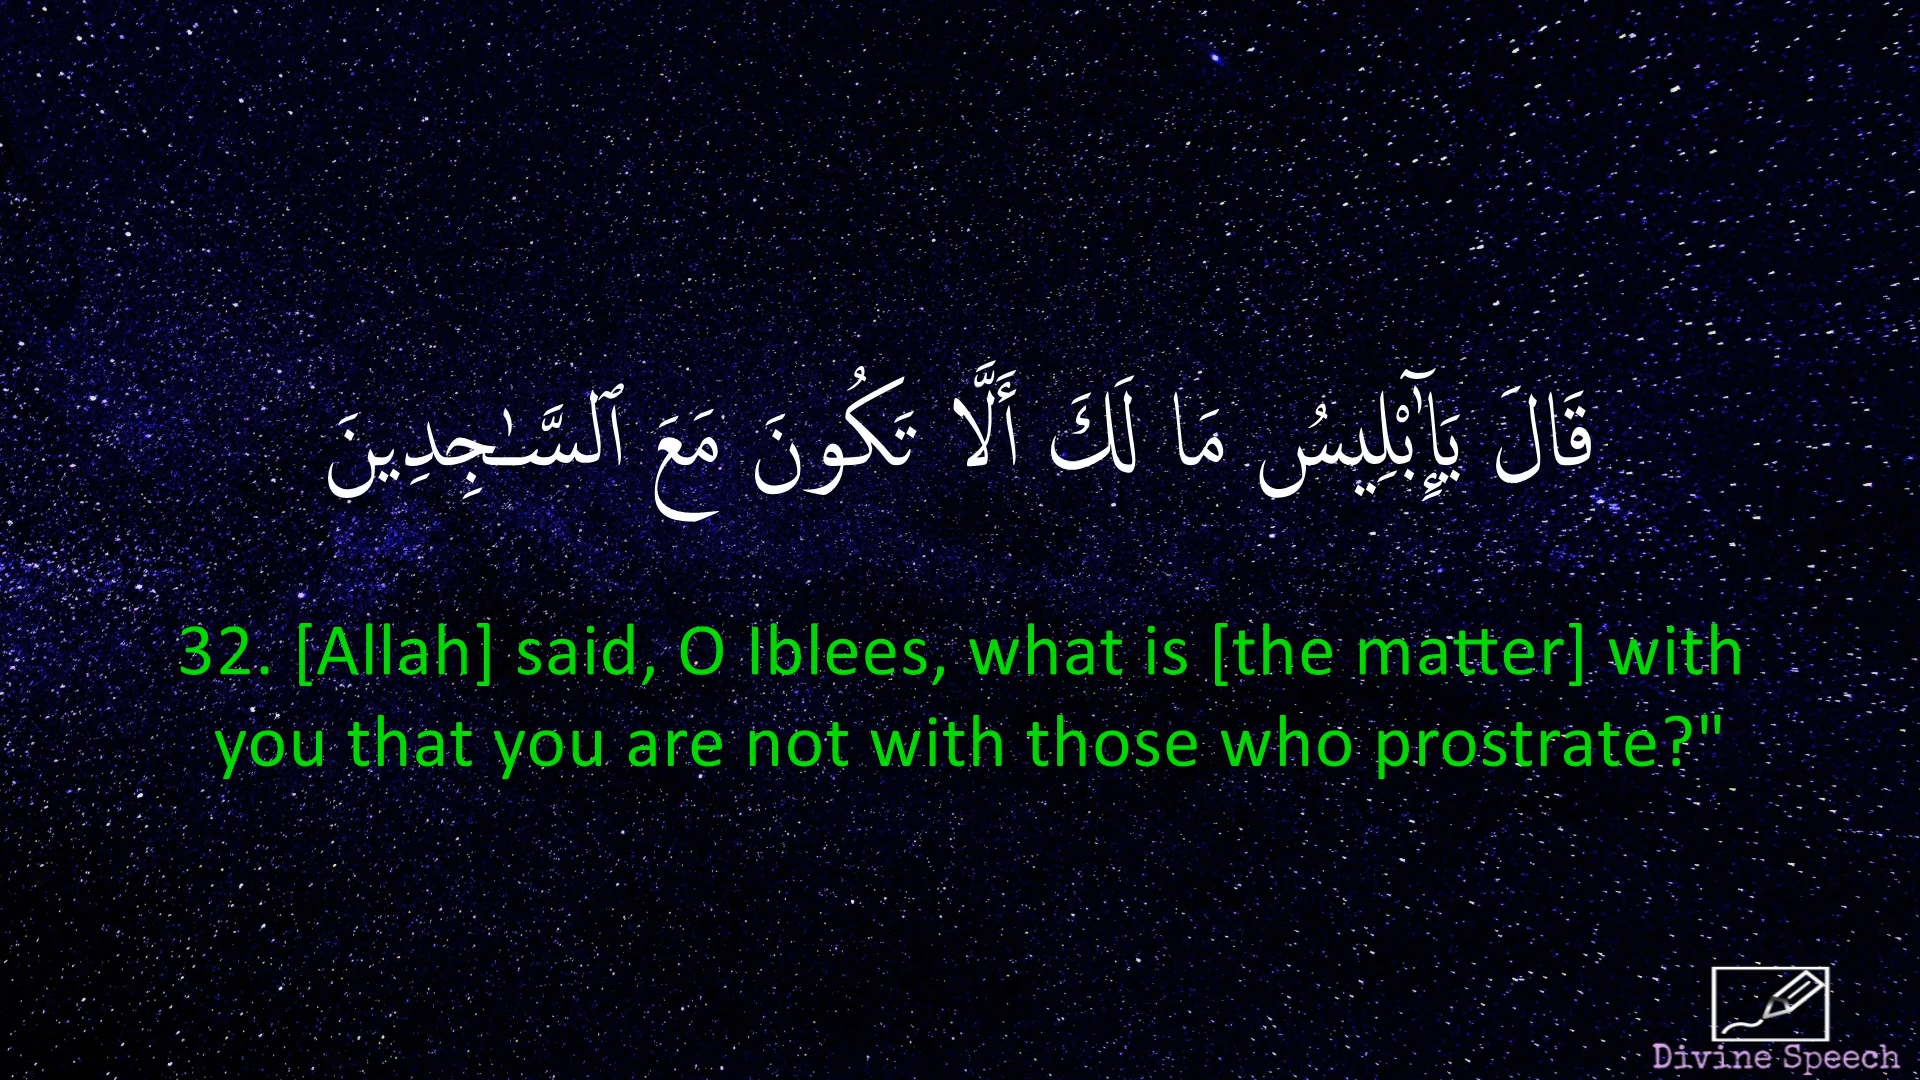 قَالَ يَـٰٓإِبْلِيسُ مَا لَكَ أَلَّا تَكُونَ مَعَ ٱلسَّـٰجِدِينَ
32. [Allah] said, O Iblees, what is [the matter] with
you that you are not with those who prostrate?"
Divine Speech